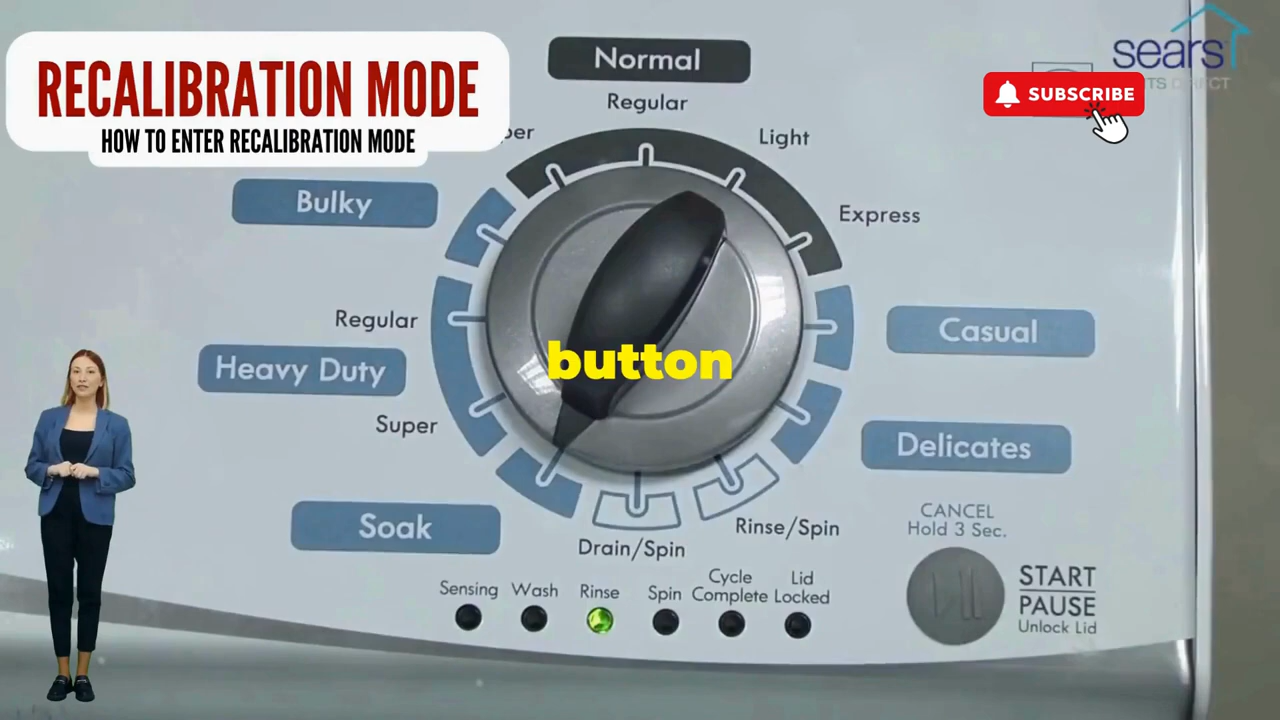 sears
RECALIBRATION MODE
HOW TO ENTER RECALIBRATION MODE
SUBSCRIBE
DIRECT
Normal
Regular
Light
Bulky
Express
Regular
Casual
Heavy Duty
button
Super
Delicates
Soak
CANCEL
Hold 3 Sec.
Rinse/Spin
Drain/Spin
Sensing
Wash
Rinse
Spin
Cycle
Complete
Lid
Locked
START
PAUSE
Unlock Lid